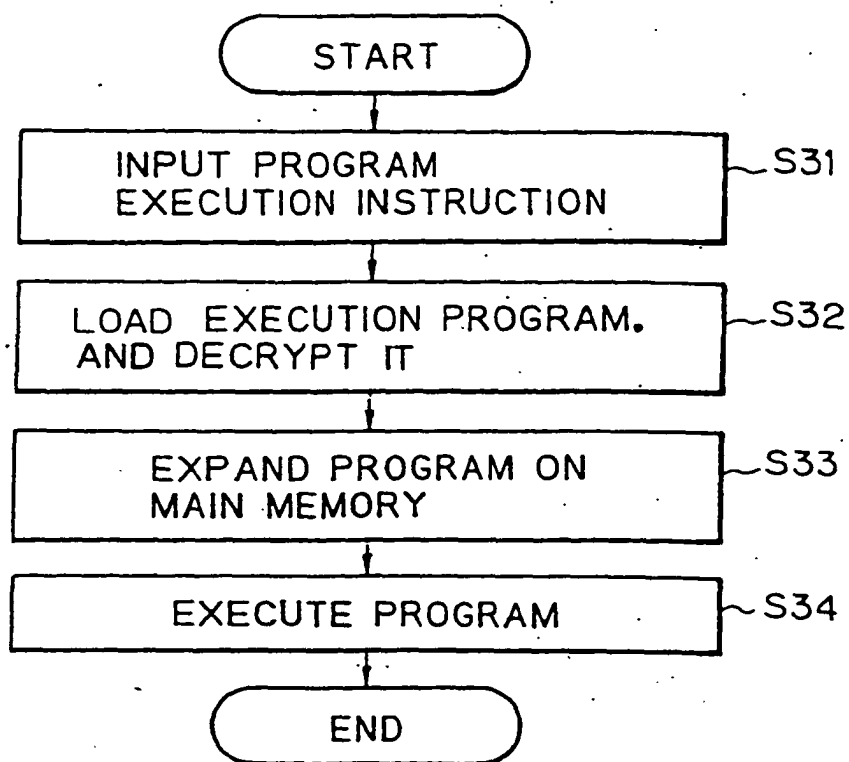 START
INPUT PROGRAM
EXECUTION INSTRUCTION
S31
LOAD EXECUTION PROGRAM.
AND DECRYPT IT
S32
EXPAND PROGRAM ON
MAIN MEMORY
S33
EXECUTE PROGRAM
S34
END